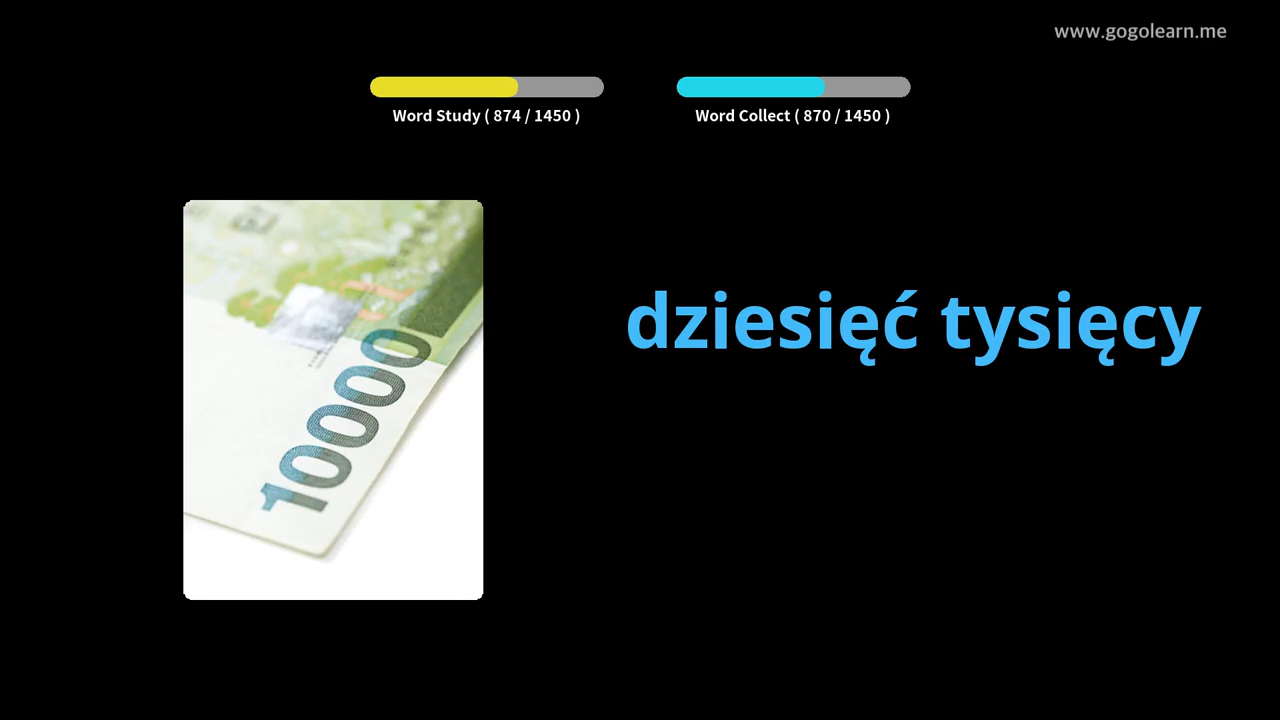 www.gogolearn.me
Word Study ( 874 / 1450 )
Word Collect ( 870 / 1450 )
dziesięć tysięcy
10000